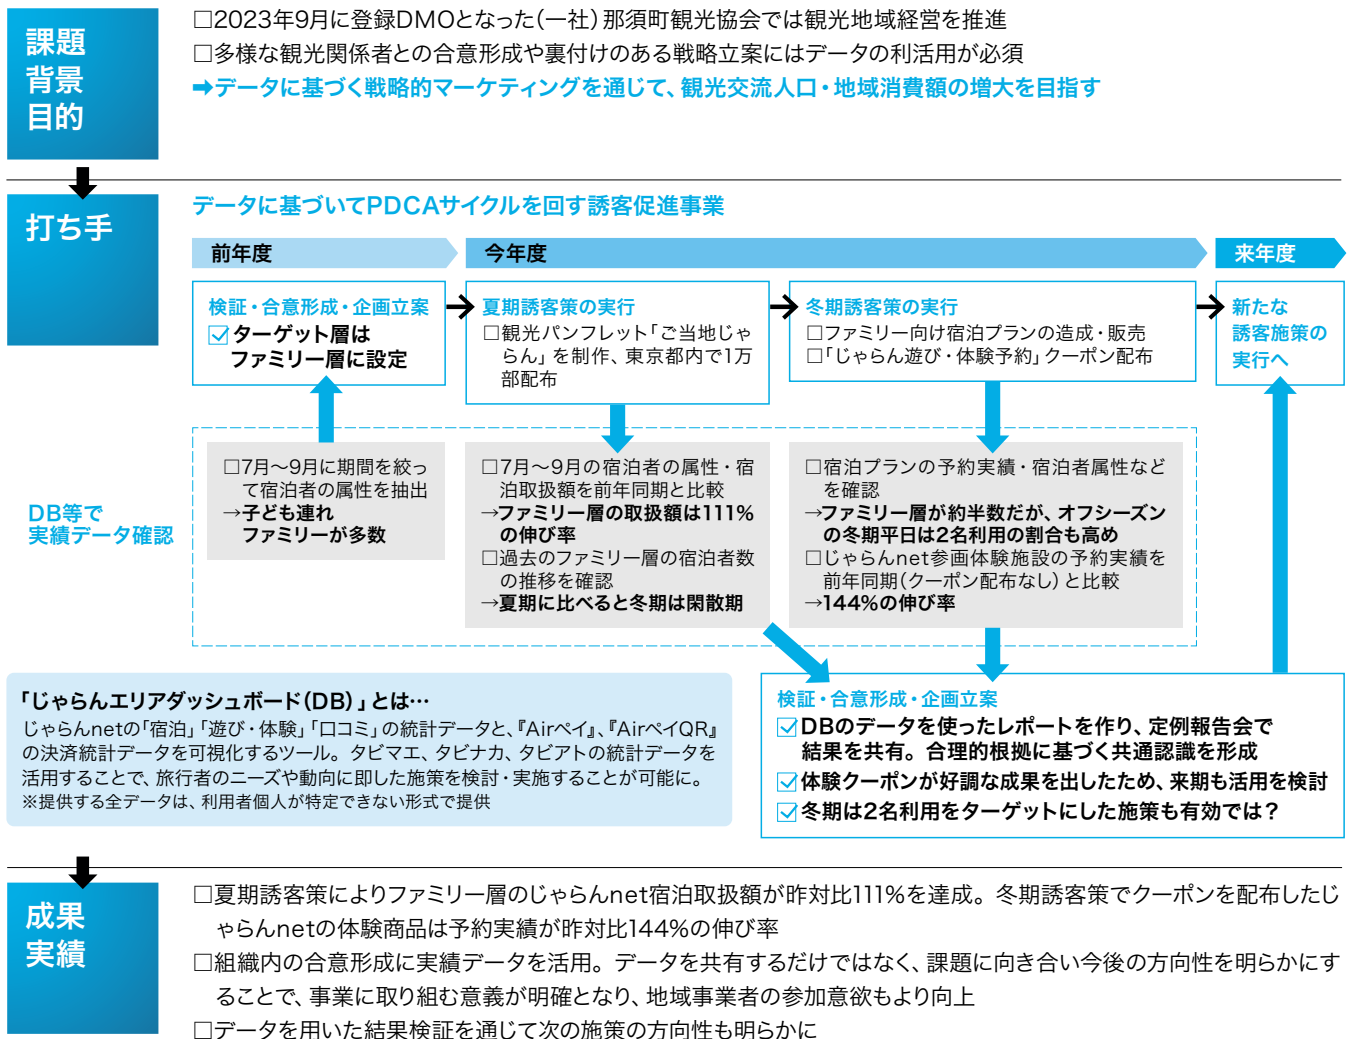 課題
背景
目的
□2023年9月に登録DMOとなった(一社)那須町観光協会では観光地域経営を推進
□多様な観光関係者との合意形成や裏付けのある戦略立案にはデータの利活用が必須
➡データに基づく戦略的マーケティングを通じて、観光交流人口・地域消費額の増大を目指す
打ち手
データに基づいてPDCAサイクルを回す誘客促進事業
前年度
今年度
来年度
検証・合意形成・企画立案
☑ターゲット層は
ファミリー層に設定
夏期誘客策の実行
□観光パンフレット「ご当地じゃ
らん」を制作、東京都内で1万
部配布
冬期誘客策の実行
□ファミリー向け宿泊プランの造成・販売
□「じゃらん遊び・体験予約」クーポン配布
新たな
誘客施策の
実行へ
DB等で
実績データ確認
□7月〜9月に期間を絞っ
て宿泊者の属性を抽出
→子ども連れ
ファミリーが多数
□7月〜9月の宿泊者の属性・宿
泊取扱額を前年同期と比較
→ファミリー層の取扱額は111%
の伸び率
□過去のファミリー層の宿泊者数
の推移を確認
→夏期に比べると冬期は閑散期
□宿泊プランの予約実績・宿泊者属性など
を確認
→ファミリー層が約半数だが、オフシーズン
の冬期平日は2名利用の割合も高め
□じゃらんnet参画体験施設の予約実績を
前年同期(クーポン配布なし)と比較
→144%の伸び率
「じゃらんエリアダッシュボード(DB)」とは…
じゃらんnetの「宿泊」「遊び・体験」「口コミ」の統計データと、『Airペイ』、『AirペイQR』
の決済統計データを可視化するツール。タビマエ、タビナカ、タビアトの統計データを
活用することで、旅行者のニーズや動向に即した施策を検討・実施することが可能に。
※提供する全データは、利用者個人が特定できない形式で提供
検証・合意形成・企画立案
☑DBのデータを使ったレポートを作り、定例報告会で
結果を共有。合理的根拠に基づく共通認識を形成
☑体験クーポンが好調な成果を出したため、来期も活用を検討
☑冬期は2名利用をターゲットにした施策も有効では?
成果
実績
□夏期誘客策によりファミリー層のじゃらんnet宿泊取扱額が昨対比111%を達成。冬期誘客策でクーポンを配布したじ
ゃらんnetの体験商品は予約実績が昨対比144%の伸び率
□組織内の合意形成に実績データを活用。データを共有するだけではなく、課題に向き合い今後の方向性を明らかにす
ることで、事業に取り組む意義が明確となり、地域事業者の参加意欲もより向上
□データを用いた結果検証を通じて次の施策の方向性も明らかに